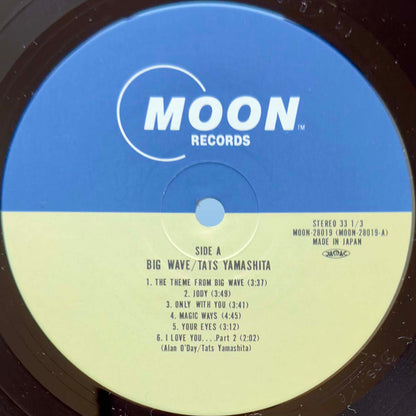 MOON
TM
RECORDS
STEREO 33 1/3
MOON-28019 (MOON-28019-A)
MADE IN JAPAN
JASRAC
SIDE A
BIG WAVE/TATS YAMASHITA
1. THE THEME FROM BIG WAVE (3:37)
2. JODY (3:49)
3. ONLY WITH YOU (3:41)
4. MAGIC WAYS (4:45)
5. YOUR EYES (3:12)
6. I LOVE YOU....Part 2 (2:02)
(Alan O'Day/Tats Yamashita)